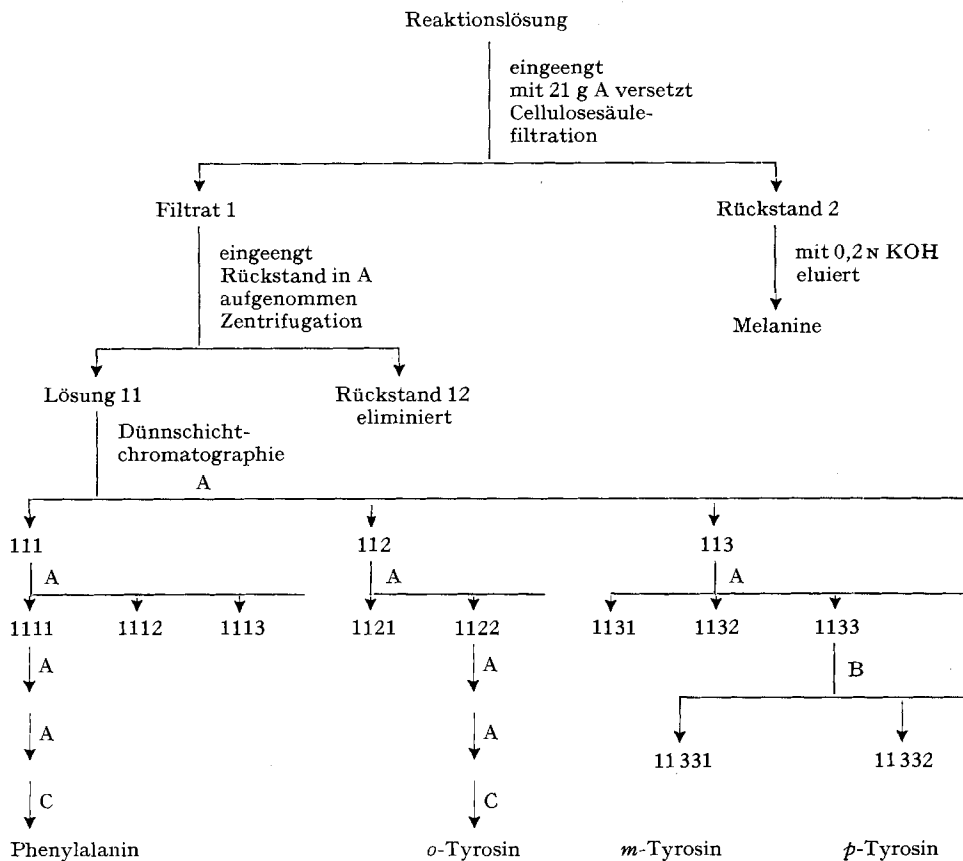 Reaktionslösung
eingeengt
mit 21 g A versetzt
Cellulosesäule-
filtration
Filtrat 1
Rückstand 2
eingeengt
Rückstand in A
aufgenommen
Zentrifugation
mit 0,2 N KOH
eluiert
Melanine
Lösung 11
Rückstand 12
eliminiert
Dünnschicht-
chromatographie
A
111
112
113
A
A
A
1111
1112
1113
1121
1122
1131
1132
1133
A
A
B
A
A
11331
11332
C
C
Phenylalanin
o-Tyrosin
m-Tyrosin
p-Tyrosin